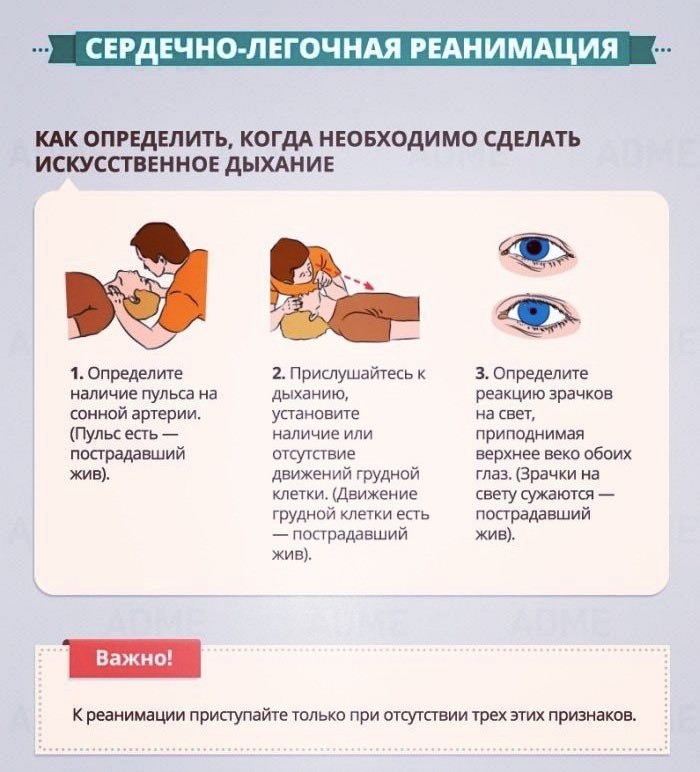 СЕРДЕЧНО-ЛЕГОЧНАЯ РЕАНИМАЦИЯ
КАК ОПРЕДЕЛИТЬ, КОГДА НЕОБХОДИМО СДЕЛАТЬ
ИСКУССТВЕННОЕ ДЫХАНИЕ
1. Определите
наличие пульса на
сонной артерии.
(Пульс есть —
пострадавший
жив).
2. Прислушайтесь к
дыханию,
установите
наличие или
отсутствие
движений грудной
клетки. (Движение
грудной клетки есть
— пострадавший
жив).
3. Определите
реакцию зрачков
на свет,
приподнимая
верхнее веко обоих
глаз. (Зрачки на
свету сужаются —
пострадавший
жив).
ADME ADME ADME
Важно!
К реанимации приступайте только при отсутствии трех этих признаков.